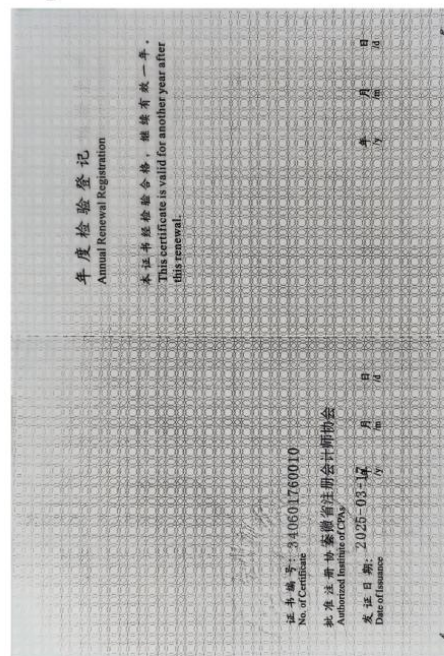 年度检验登记
Annual Renewal Registration
本证书经检验合格，继续有效一年。
This certificate is valid for another year after
this renewal.
年 月 日
/y /m /d
证书编号: 340601760010
No. of Certificate
批准注册协会: 安徽省注册会计师协会
Authorized Institute of CPAs
发证日期: 2025-03-17 年 月 日
Date of Issuance /y /m /d